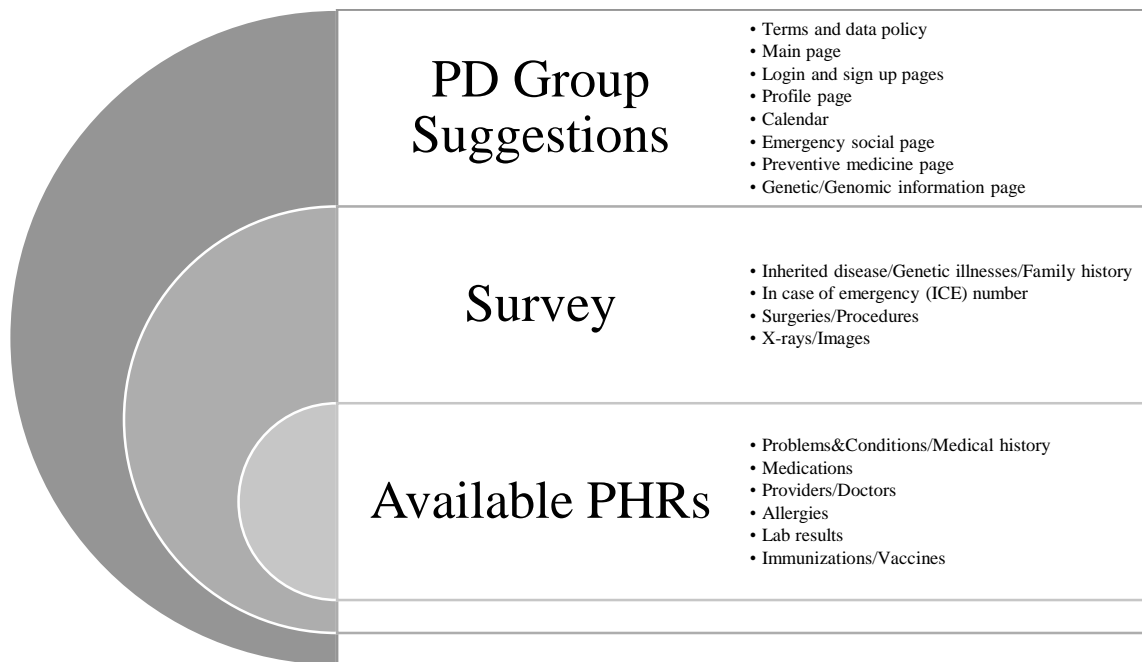 PD Group
Suggestions
• Terms and data policy
• Main page
• Login and sign up pages
• Profile page
• Calendar
• Emergency social page
• Preventive medicine page
• Genetic/Genomic information page
Survey
• Inherited disease/Genetic illnesses/Family history
• In case of emergency (ICE) number
• Surgeries/Procedures
• X-rays/Images
Available PHRs
• Problems&Conditions/Medical history
• Medications
• Providers/Doctors
• Allergies
• Lab results
• Immunizations/Vaccines